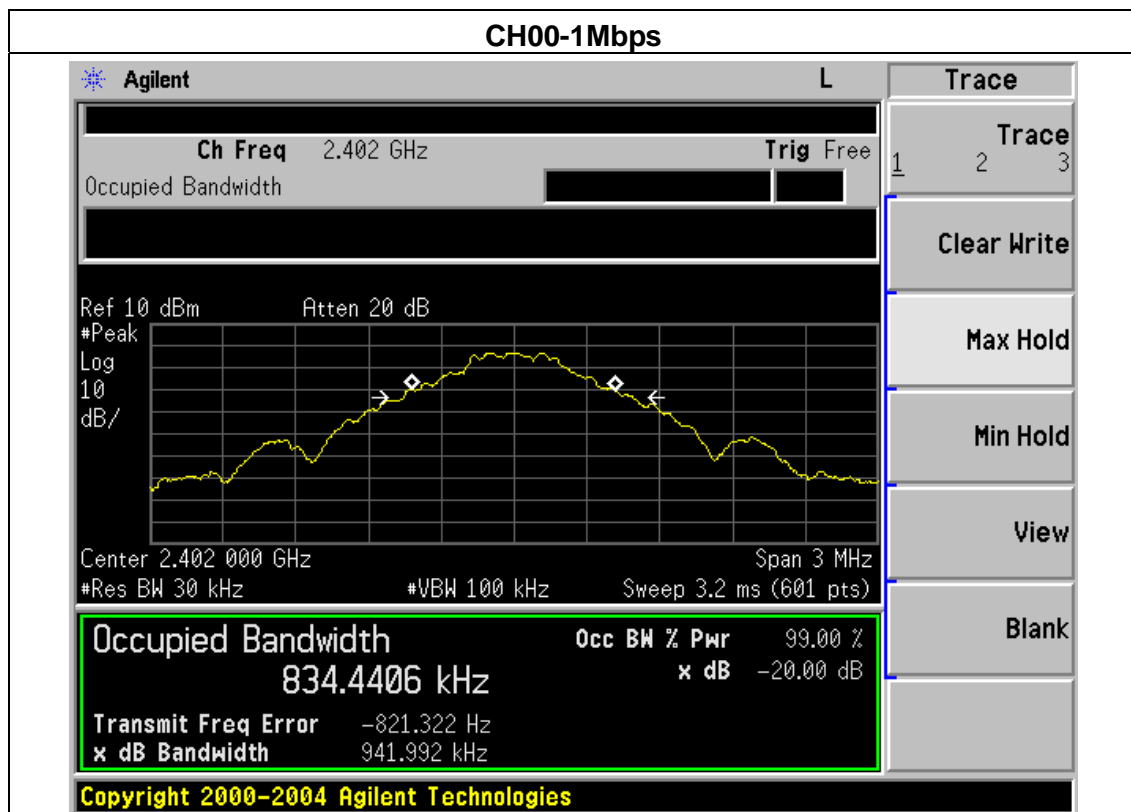 CH00-1Mbps
Agilent L
Ch Freq 2.402 GHz Trig Free
Occupied Bandwidth
Ref 10 dBm Atten 20 dB
#Peak
Log
10
dB/
Center 2.402 000 GHz Span 3 MHz
#Res BW 30 kHz #VBW 100 kHz Sweep 3.2 ms (601 pts)
Occupied Bandwidth
834.4406 kHz
Occ BW % Pwr 99.00 %
x dB -20.00 dB
Transmit Freq Error -821.322 Hz
x dB Bandwidth 941.992 kHz
Copyright 2000-2004 Agilent Technologies
Trace
Trace
1 2 3
Clear Write
Max Hold
Min Hold
View
Blank